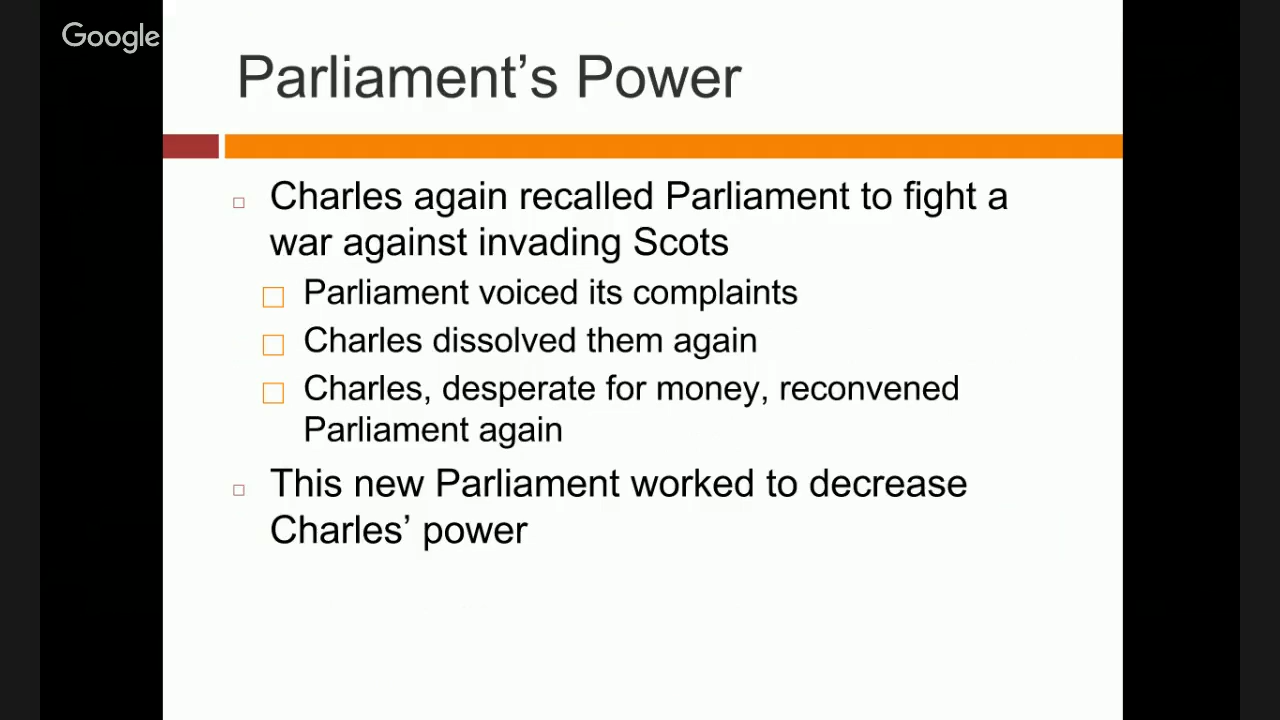 Google
Parliament’s Power
Charles again recalled Parliament to fight a
war against invading Scots
Parliament voiced its complaints
Charles dissolved them again
Charles, desperate for money, reconvened
Parliament again
This new Parliament worked to decrease
Charles’ power